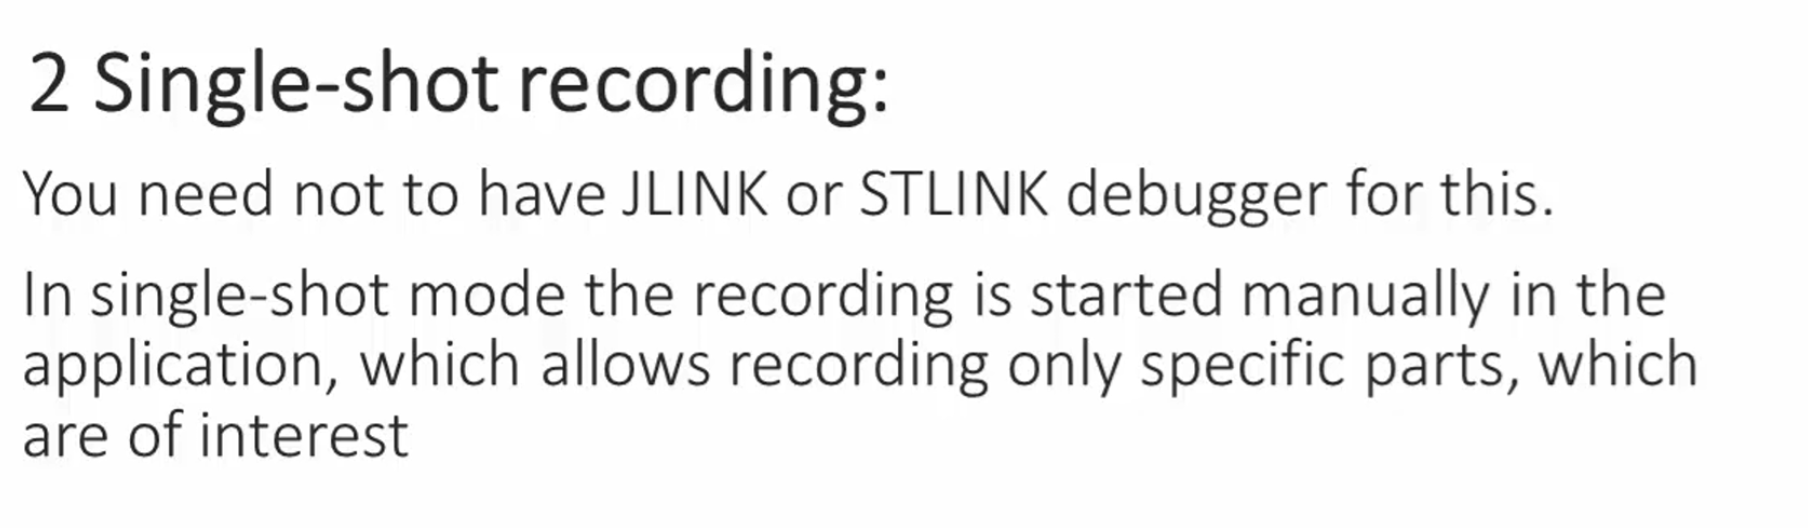 2 Single-shot recording:
You need not to have JLINK or STLINK debugger for this.
In single-shot mode the recording is started manually in the
application, which allows recording only specific parts, which
are of interest